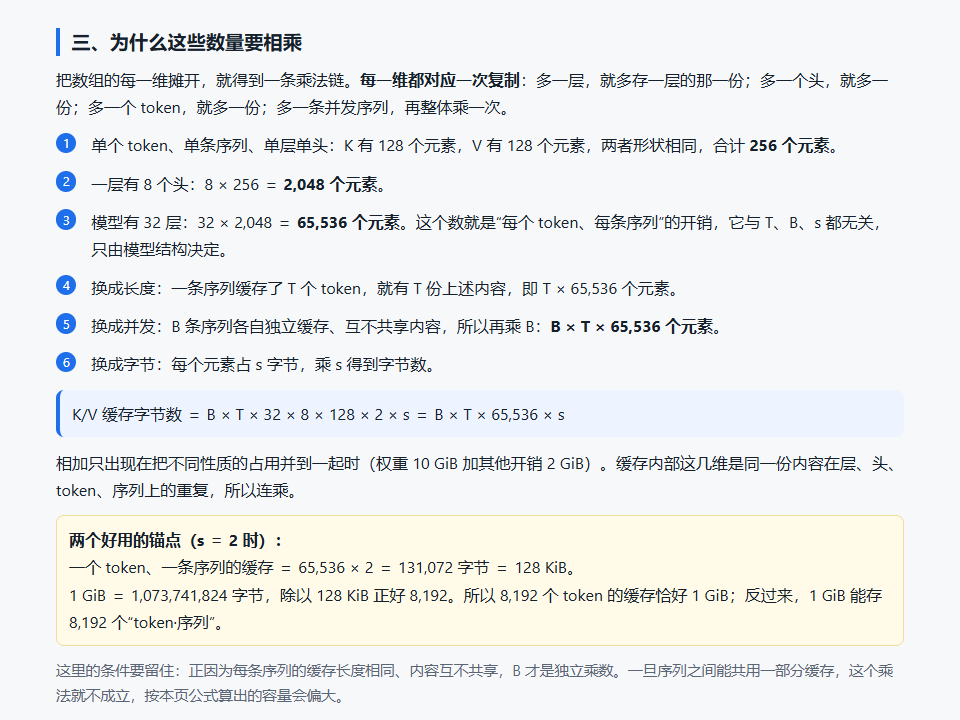 三、为什么这些数量要相乘
把数组的每一维摊开，就得到一条乘法链。每一维都对应一次复制：多一层，就多存一层的那一份；多一个头，就多一
份；多一个 token，就多一份；多一条并发序列，再整体乘一次。
1 单个 token、单条序列、单层单头：K 有 128 个元素，V 有 128 个元素，两者形状相同，合计 256 个元素。
2 一层有 8 个头：8 × 256 = 2,048 个元素。
3 模型有 32 层：32 × 2,048 = 65,536 个元素。这个数就是“每个 token、每条序列”的开销，它与 T、B、s 都无关，
只由模型结构决定。
4 换成长度：一条序列缓存了 T 个 token，就有 T 份上述内容，即 T × 65,536 个元素。
5 换成并发：B 条序列各自独立缓存、互不共享内容，所以再乘 B：B × T × 65,536 个元素。
6 换成字节：每个元素占 s 字节，乘 s 得到字节数。
K/V 缓存字节数 = B × T × 32 × 8 × 128 × 2 × s = B × T × 65,536 × s
相加只出现在把不同性质的占用并到一起时（权重 10 GiB 加其他开销 2 GiB）。缓存内部这几维是同一份内容在层、头、
token、序列上的重复，所以连乘。
两个好用的锚点（s = 2 时）：
一个 token、一条序列的缓存 = 65,536 × 2 = 131,072 字节 = 128 KiB。
1 GiB = 1,073,741,824 字节，除以 128 KiB 正好 8,192。所以 8,192 个 token 的缓存恰好 1 GiB；反过来，1 GiB 能存
8,192 个“token·序列”。
这里的条件要留住：正因为每条序列的缓存长度相同、内容互不共享，B 才是独立乘数。一旦序列之间能共用一部分缓存，这个乘
法就不成立，按本页公式算出的容量会偏大。